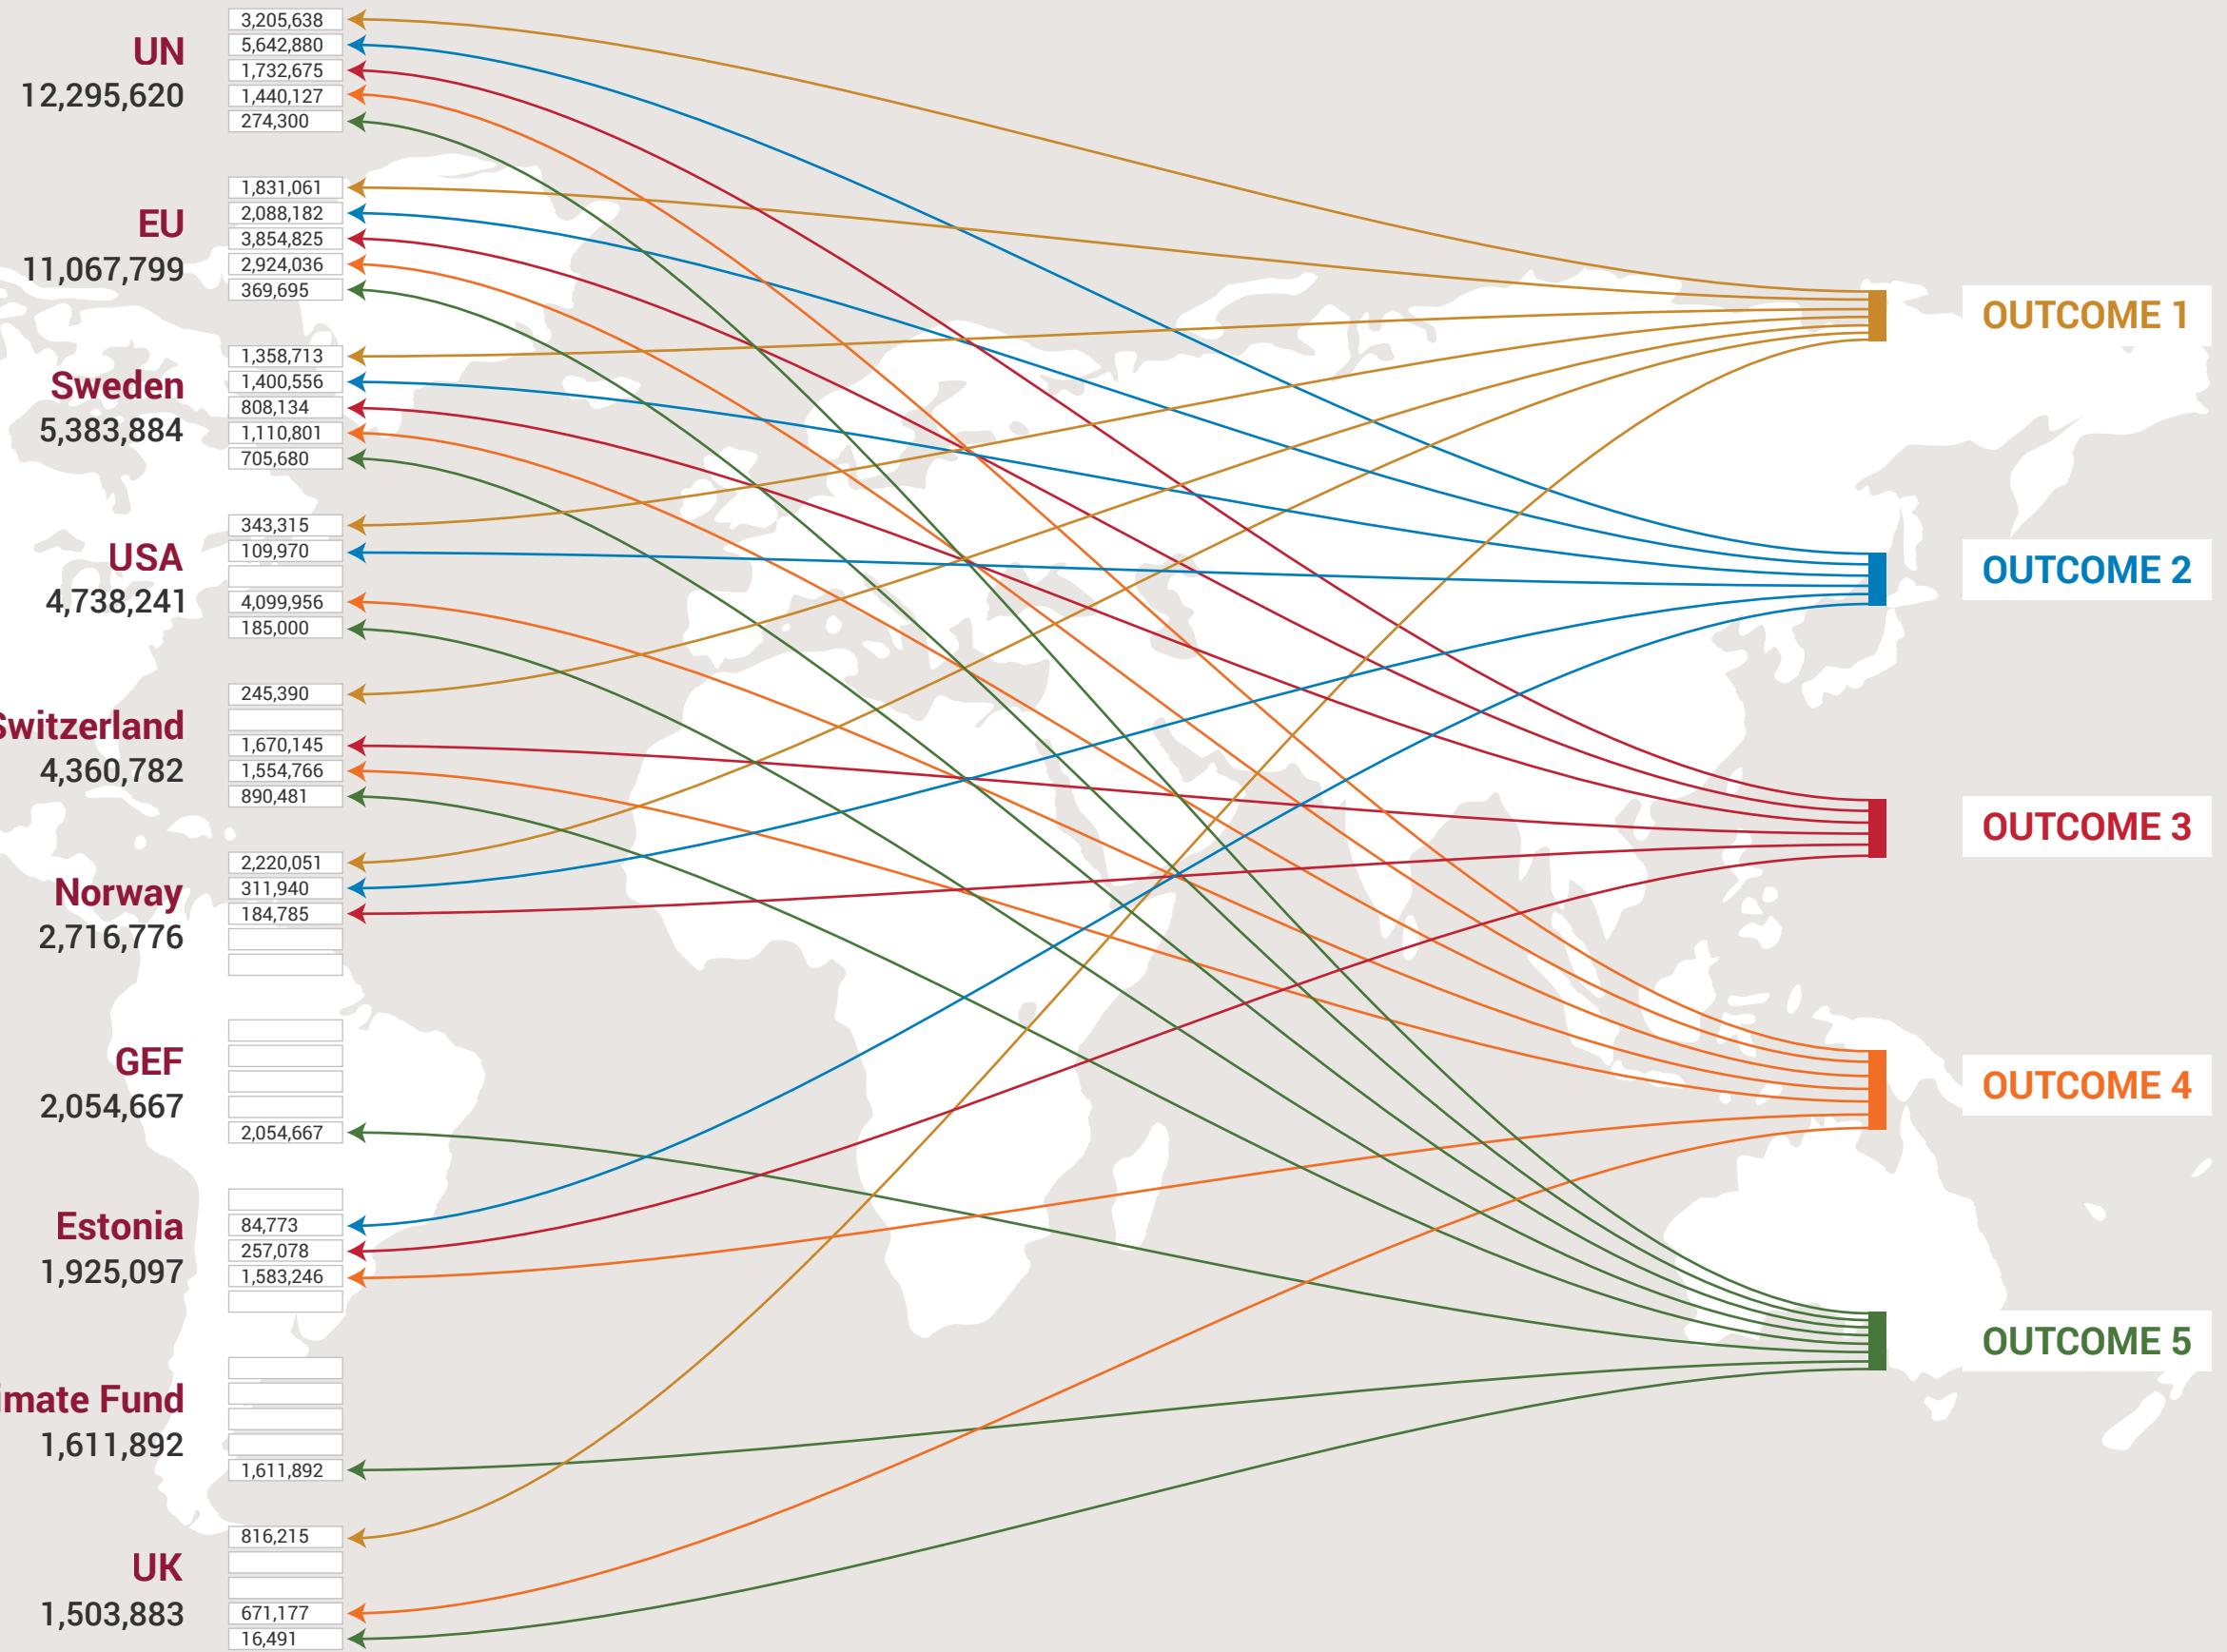 UN
12,295,620
3,205,638
5,642,880
1,732,675
1,440,127
274,300
EU
11,067,799
1,831,061
2,088,182
3,854,825
2,924,036
369,695
Sweden
5,383,884
1,358,713
1,400,556
808,134
1,110,801
705,680
USA
4,738,241
343,315
109,970
4,099,956
185,000
Switzerland
4,360,782
245,390
1,670,145
1,554,766
890,481
Norway
2,716,776
2,220,051
311,940
184,785
GEF
2,054,667
2,054,667
Estonia
1,925,097
84,773
257,078
1,583,246
imate Fund
1,611,892
1,611,892
UK
1,503,883
816,215
671,177
16,491
OUTCOME 1
OUTCOME 2
OUTCOME 3
OUTCOME 4
OUTCOME 5